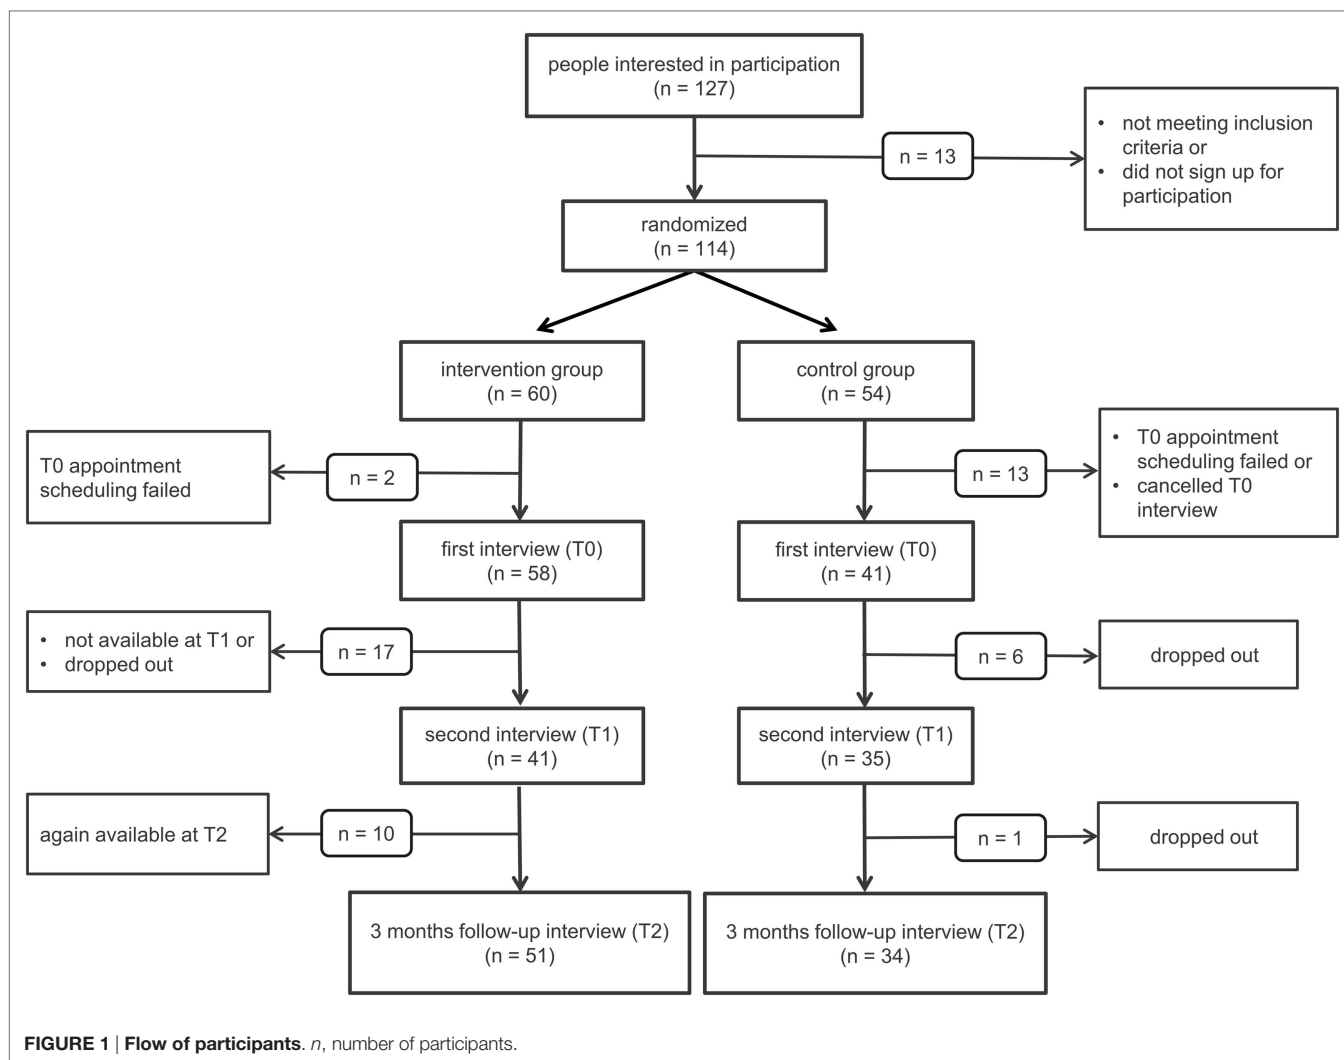 people interested in participation
(n = 127)
n = 13
• not meeting inclusion
criteria or
• did not sign up for
participation
randomized
(n = 114)
intervention group
(n = 60)
control group
(n = 54)
T0 appointment
scheduling failed
n = 2
n = 13
• T0 appointment
scheduling failed or
• cancelled T0
interview
first interview (T0)
(n = 58)
first interview (T0)
(n = 41)
• not available at T1 or
• dropped out
n = 17
n = 6
dropped out
second interview (T1)
(n = 41)
second interview (T1)
(n = 35)
again available at T2
n = 10
n = 1
dropped out
3 months follow-up interview (T2)
(n = 51)
3 months follow-up interview (T2)
(n = 34)
FIGURE 1 | Flow of participants. n, number of participants.